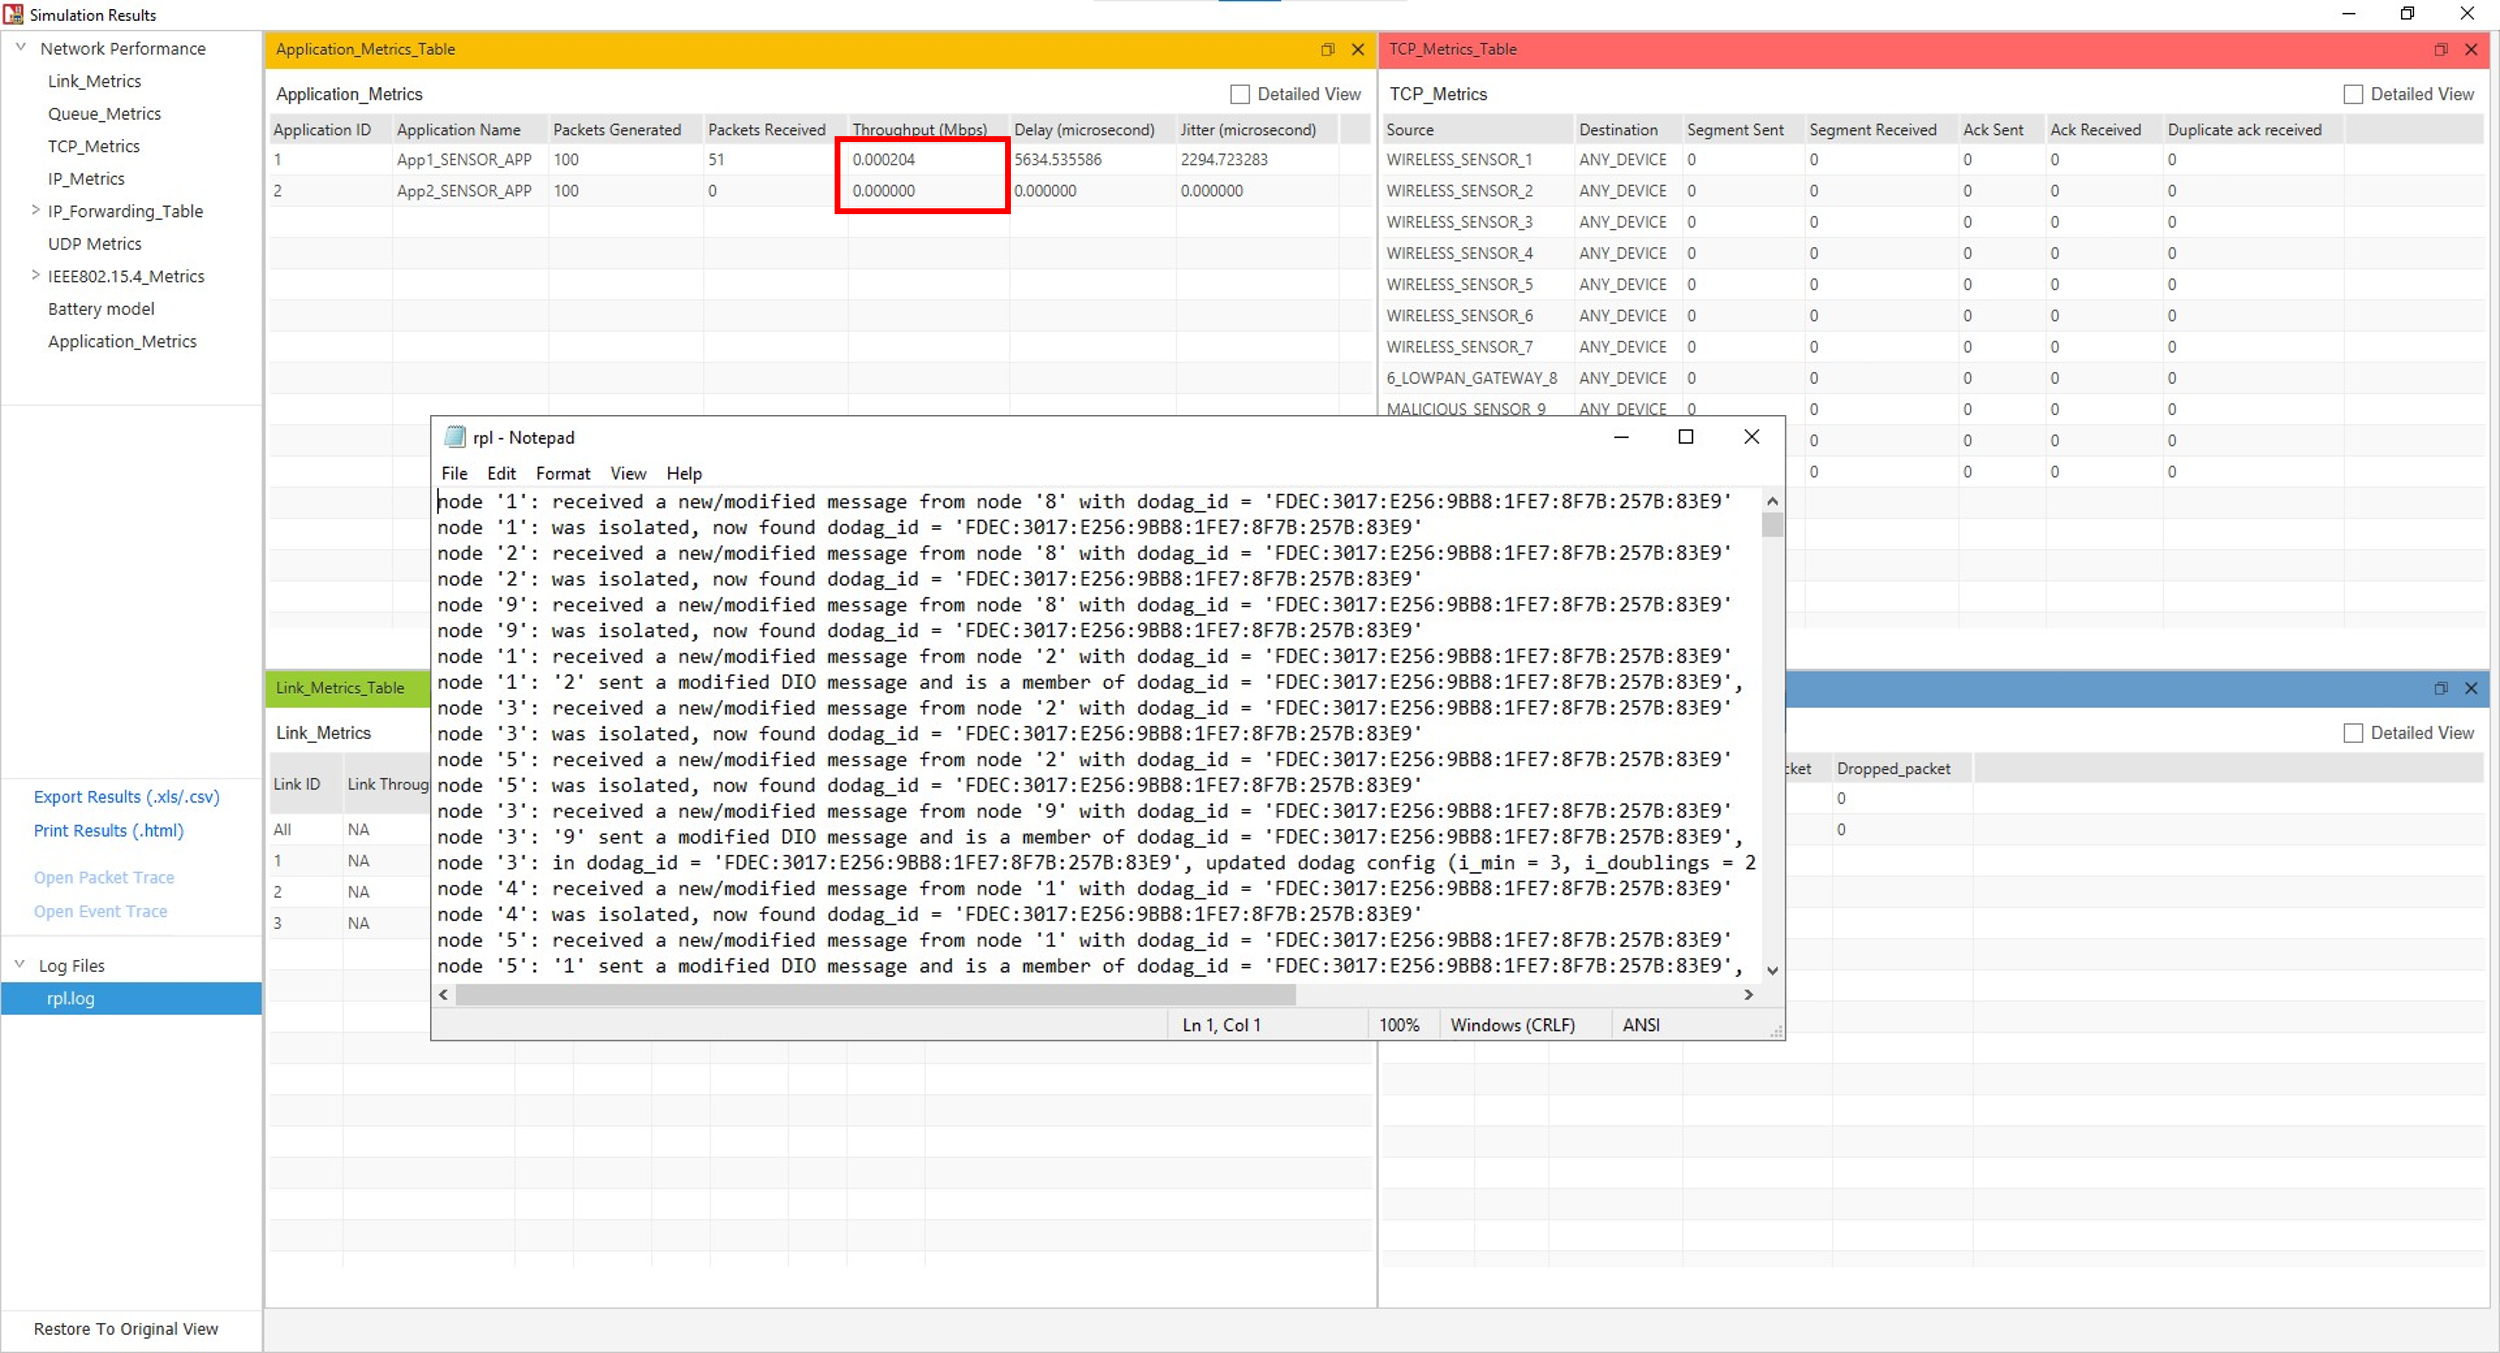 Simulation Results
Network Performance
Link_Metrics
Queue_Metrics
TCP_Metrics
IP_Metrics
IP_Forwarding_Table
UDP Metrics
IEEE802.15.4_Metrics
Battery model
Application_Metrics
Export Results (.xls/.csv)
Print Results (.html)
Open Packet Trace
Open Event Trace
Log Files
rpl.log
Restore To Original View
Application_Metrics_Table
Application_Metrics Detailed View
Application ID Application Name Packets Generated Packets Received Throughput (Mbps) Delay (microsecond) Jitter (microsecond)
1 App1_SENSOR_APP 100 51 0.000204 5634.535586 2294.723283
2 App2_SENSOR_APP 100 0 0.000000 0.000000 0.000000
TCP_Metrics_Table
TCP_Metrics Detailed View
Source Destination Segment Sent Segment Received Ack Sent Ack Received Duplicate ack received
WIRELESS_SENSOR_1 ANY_DEVICE 0 0 0 0 0
WIRELESS_SENSOR_2 ANY_DEVICE 0 0 0 0 0
WIRELESS_SENSOR_3 ANY_DEVICE 0 0 0 0 0
WIRELESS_SENSOR_4 ANY_DEVICE 0 0 0 0 0
WIRELESS_SENSOR_5 ANY_DEVICE 0 0 0 0 0
WIRELESS_SENSOR_6 ANY_DEVICE 0 0 0 0 0
WIRELESS_SENSOR_7 ANY_DEVICE 0 0 0 0 0
6_LOWPAN_GATEWAY_8 ANY_DEVICE 0 0 0 0 0
MALICIOUS_SENSOR_9 ANY_DEVICE 0 0 0 0 0
0 0 0 0
0 0 0 0
rpl - Notepad
File Edit Format View Help
node '1': received a new/modified message from node '8' with dodag_id = 'FDEC:3017:E256:9BB8:1FE7:8F7B:257B:83E9'
node '1': was isolated, now found dodag_id = 'FDEC:3017:E256:9BB8:1FE7:8F7B:257B:83E9'
node '2': received a new/modified message from node '8' with dodag_id = 'FDEC:3017:E256:9BB8:1FE7:8F7B:257B:83E9'
node '2': was isolated, now found dodag_id = 'FDEC:3017:E256:9BB8:1FE7:8F7B:257B:83E9'
node '9': received a new/modified message from node '8' with dodag_id = 'FDEC:3017:E256:9BB8:1FE7:8F7B:257B:83E9'
node '9': was isolated, now found dodag_id = 'FDEC:3017:E256:9BB8:1FE7:8F7B:257B:83E9'
node '1': received a new/modified message from node '2' with dodag_id = 'FDEC:3017:E256:9BB8:1FE7:8F7B:257B:83E9'
node '1': '2' sent a modified DIO message and is a member of dodag_id = 'FDEC:3017:E256:9BB8:1FE7:8F7B:257B:83E9',
node '3': received a new/modified message from node '2' with dodag_id = 'FDEC:3017:E256:9BB8:1FE7:8F7B:257B:83E9'
node '3': was isolated, now found dodag_id = 'FDEC:3017:E256:9BB8:1FE7:8F7B:257B:83E9'
node '5': received a new/modified message from node '2' with dodag_id = 'FDEC:3017:E256:9BB8:1FE7:8F7B:257B:83E9'
node '5': was isolated, now found dodag_id = 'FDEC:3017:E256:9BB8:1FE7:8F7B:257B:83E9'
node '3': received a new/modified message from node '9' with dodag_id = 'FDEC:3017:E256:9BB8:1FE7:8F7B:257B:83E9'
node '3': '9' sent a modified DIO message and is a member of dodag_id = 'FDEC:3017:E256:9BB8:1FE7:8F7B:257B:83E9',
node '3': in dodag_id = 'FDEC:3017:E256:9BB8:1FE7:8F7B:257B:83E9', updated dodag config (i_min = 3, i_doublings = 2
node '4': received a new/modified message from node '1' with dodag_id = 'FDEC:3017:E256:9BB8:1FE7:8F7B:257B:83E9'
node '4': was isolated, now found dodag_id = 'FDEC:3017:E256:9BB8:1FE7:8F7B:257B:83E9'
node '5': received a new/modified message from node '1' with dodag_id = 'FDEC:3017:E256:9BB8:1FE7:8F7B:257B:83E9'
node '5': '1' sent a modified DIO message and is a member of dodag_id = 'FDEC:3017:E256:9BB8:1FE7:8F7B:257B:83E9',
Ln 1, Col 1 100% Windows (CRLF) ANSI
Link_Metrics_Table
Link_Metrics
Link ID Link Throug
All NA
1 NA
2 NA
3 NA
Detailed View
cket Dropped_packet
0
0